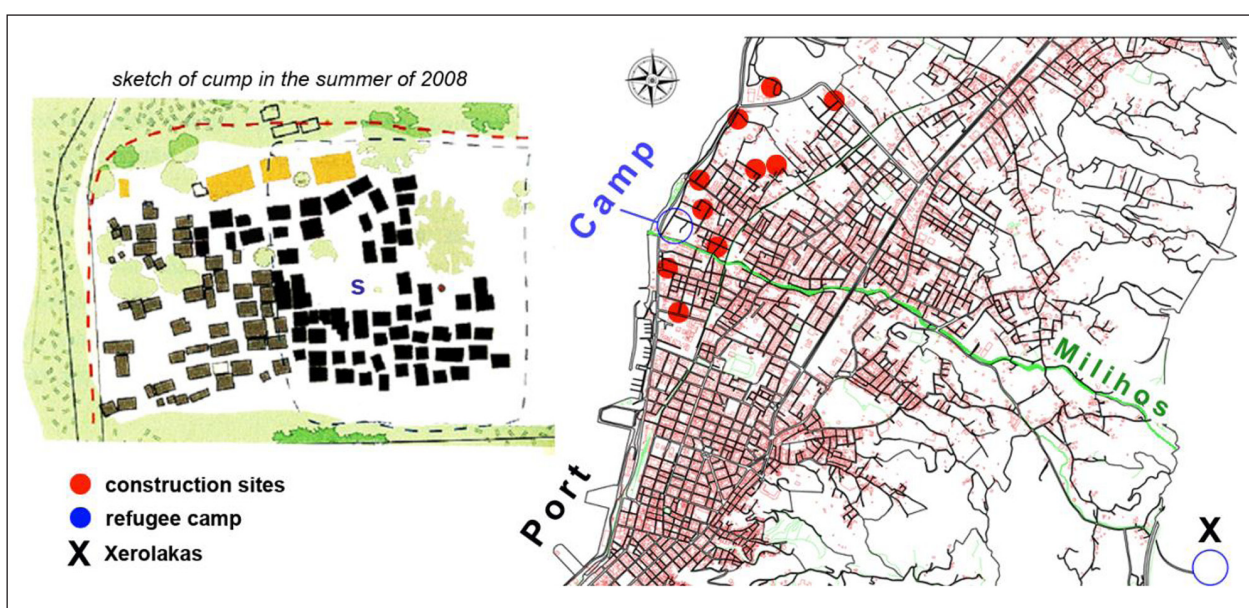 sketch of cump in the summer of 2008
s
construction sites
refugee camp
X Xerolakas
Camp
Milihos
Port
X